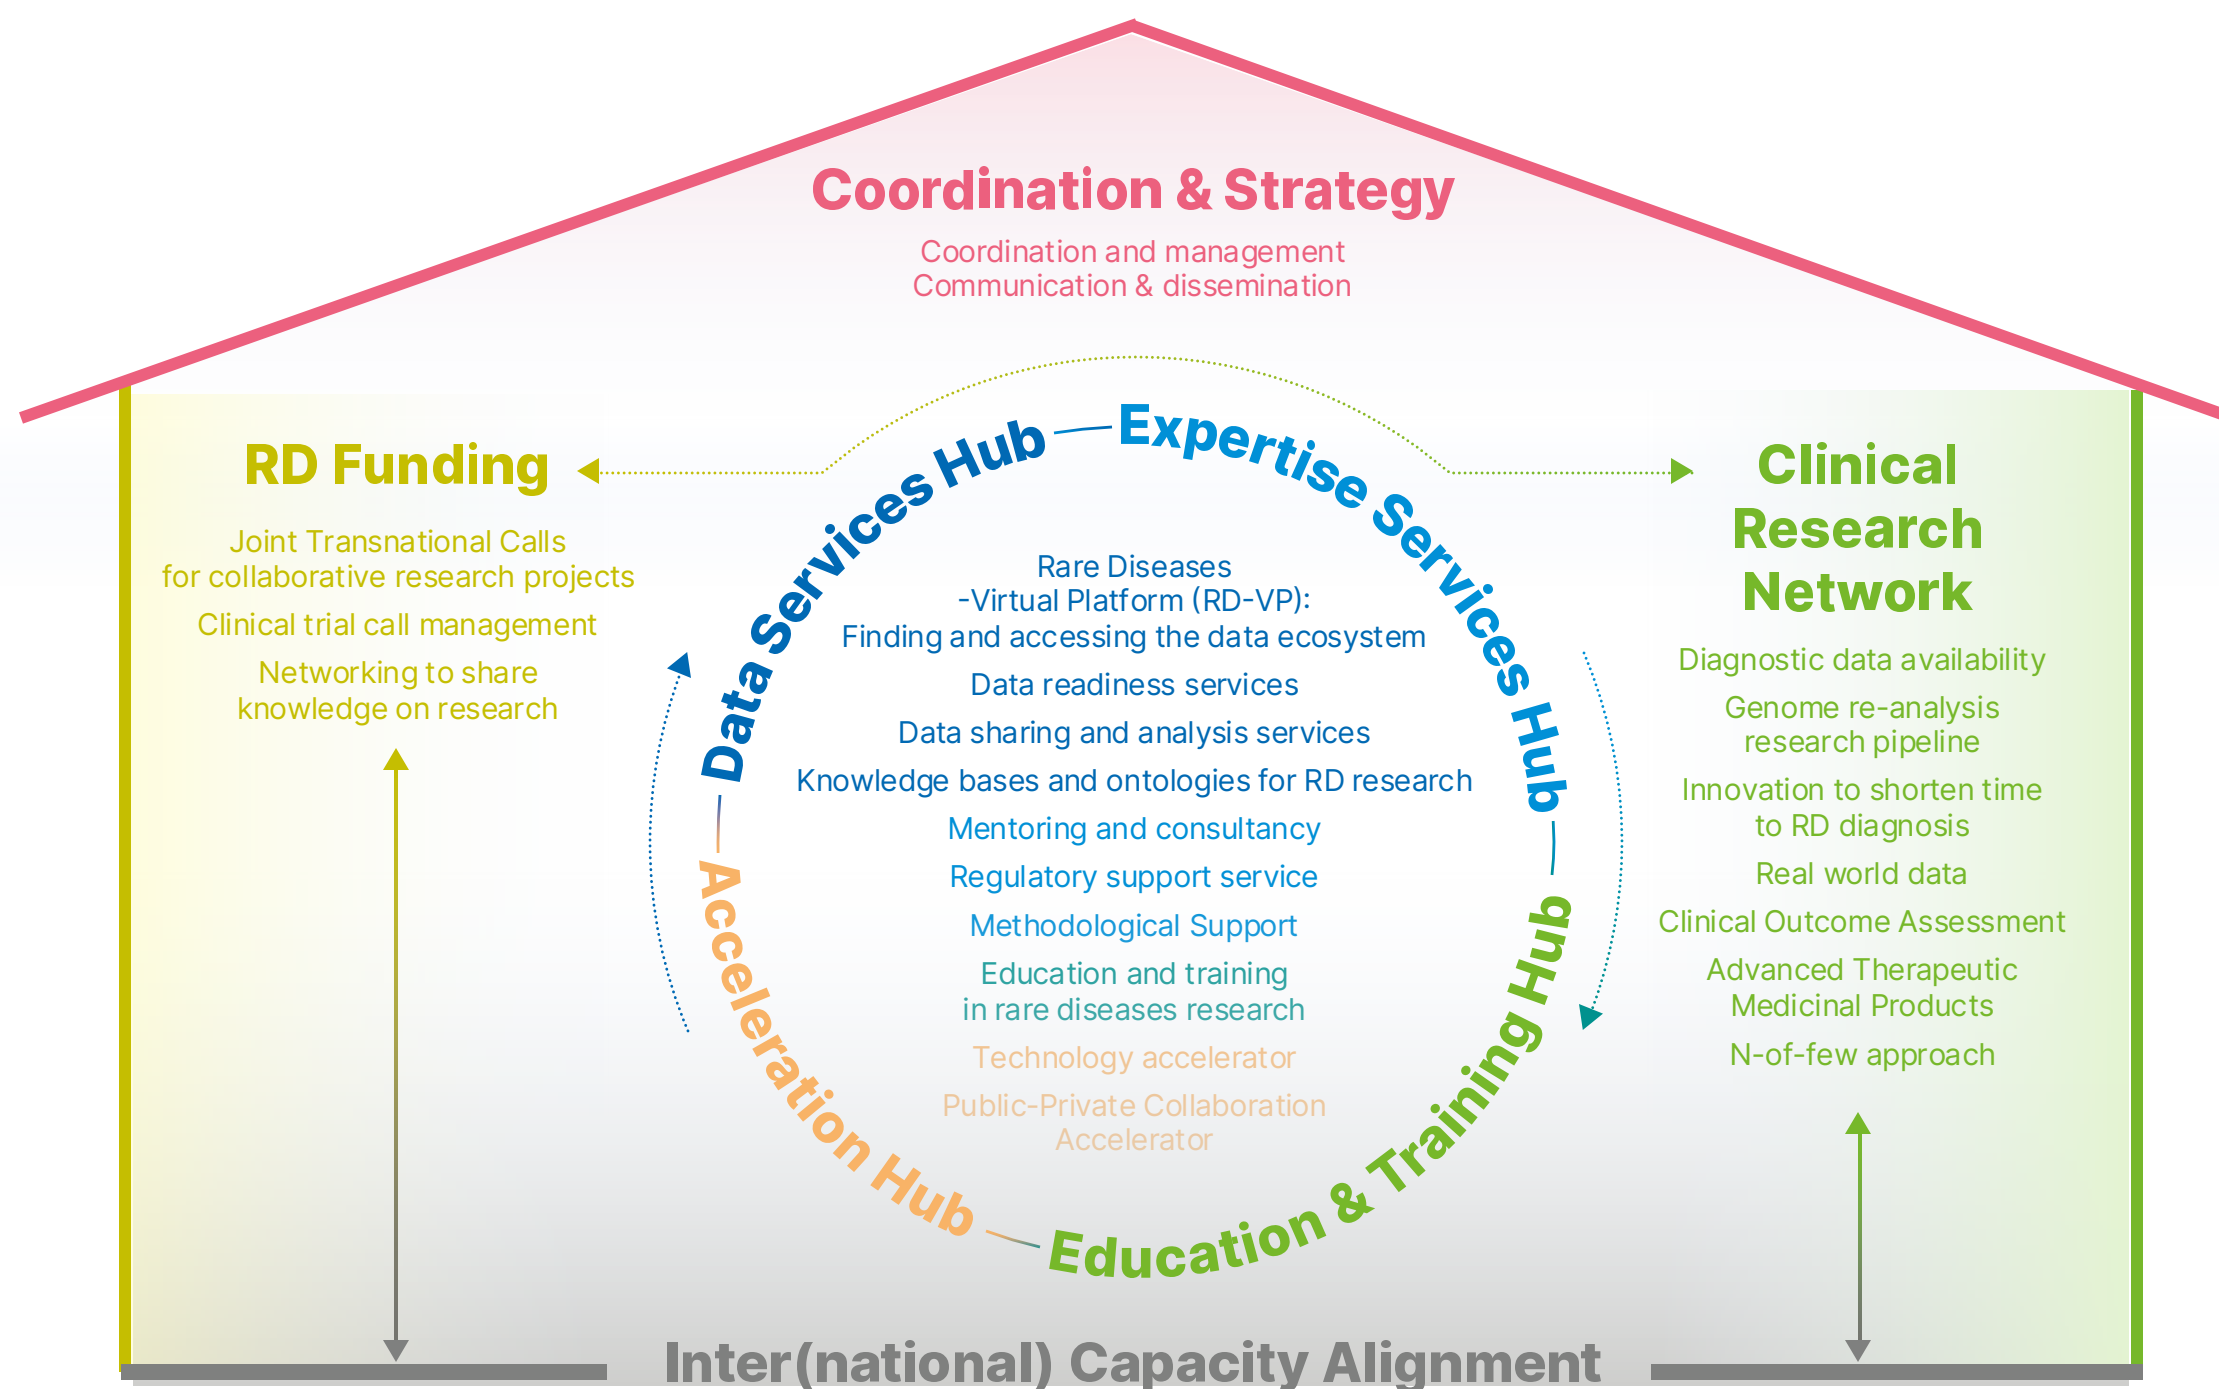 Coordination & Strategy
Coordination and management
Communication & dissemination
RD Funding
Joint Transnational Calls
for collaborative research projects
Clinical trial call management
Networking to share
knowledge on research
Data Services Hub
Expertise Services Hub
Education & Training Hub
Acceleration Hub
Rare Diseases
-Virtual Platform (RD-VP):
Finding and accessing the data ecosystem
Data readiness services
Data sharing and analysis services
Knowledge bases and ontologies for RD research
Mentoring and consultancy
Regulatory support service
Methodological Support
Education and training
in rare diseases research
Technology accelerator
Public-Private Collaboration
Accelerator
Clinical
Research
Network
Diagnostic data availability
Genome re-analysis
research pipeline
Innovation to shorten time
to RD diagnosis
Real world data
Clinical Outcome Assessment
Advanced Therapeutic
Medicinal Products
N-of-few approach
Inter(national) Capacity Alignment